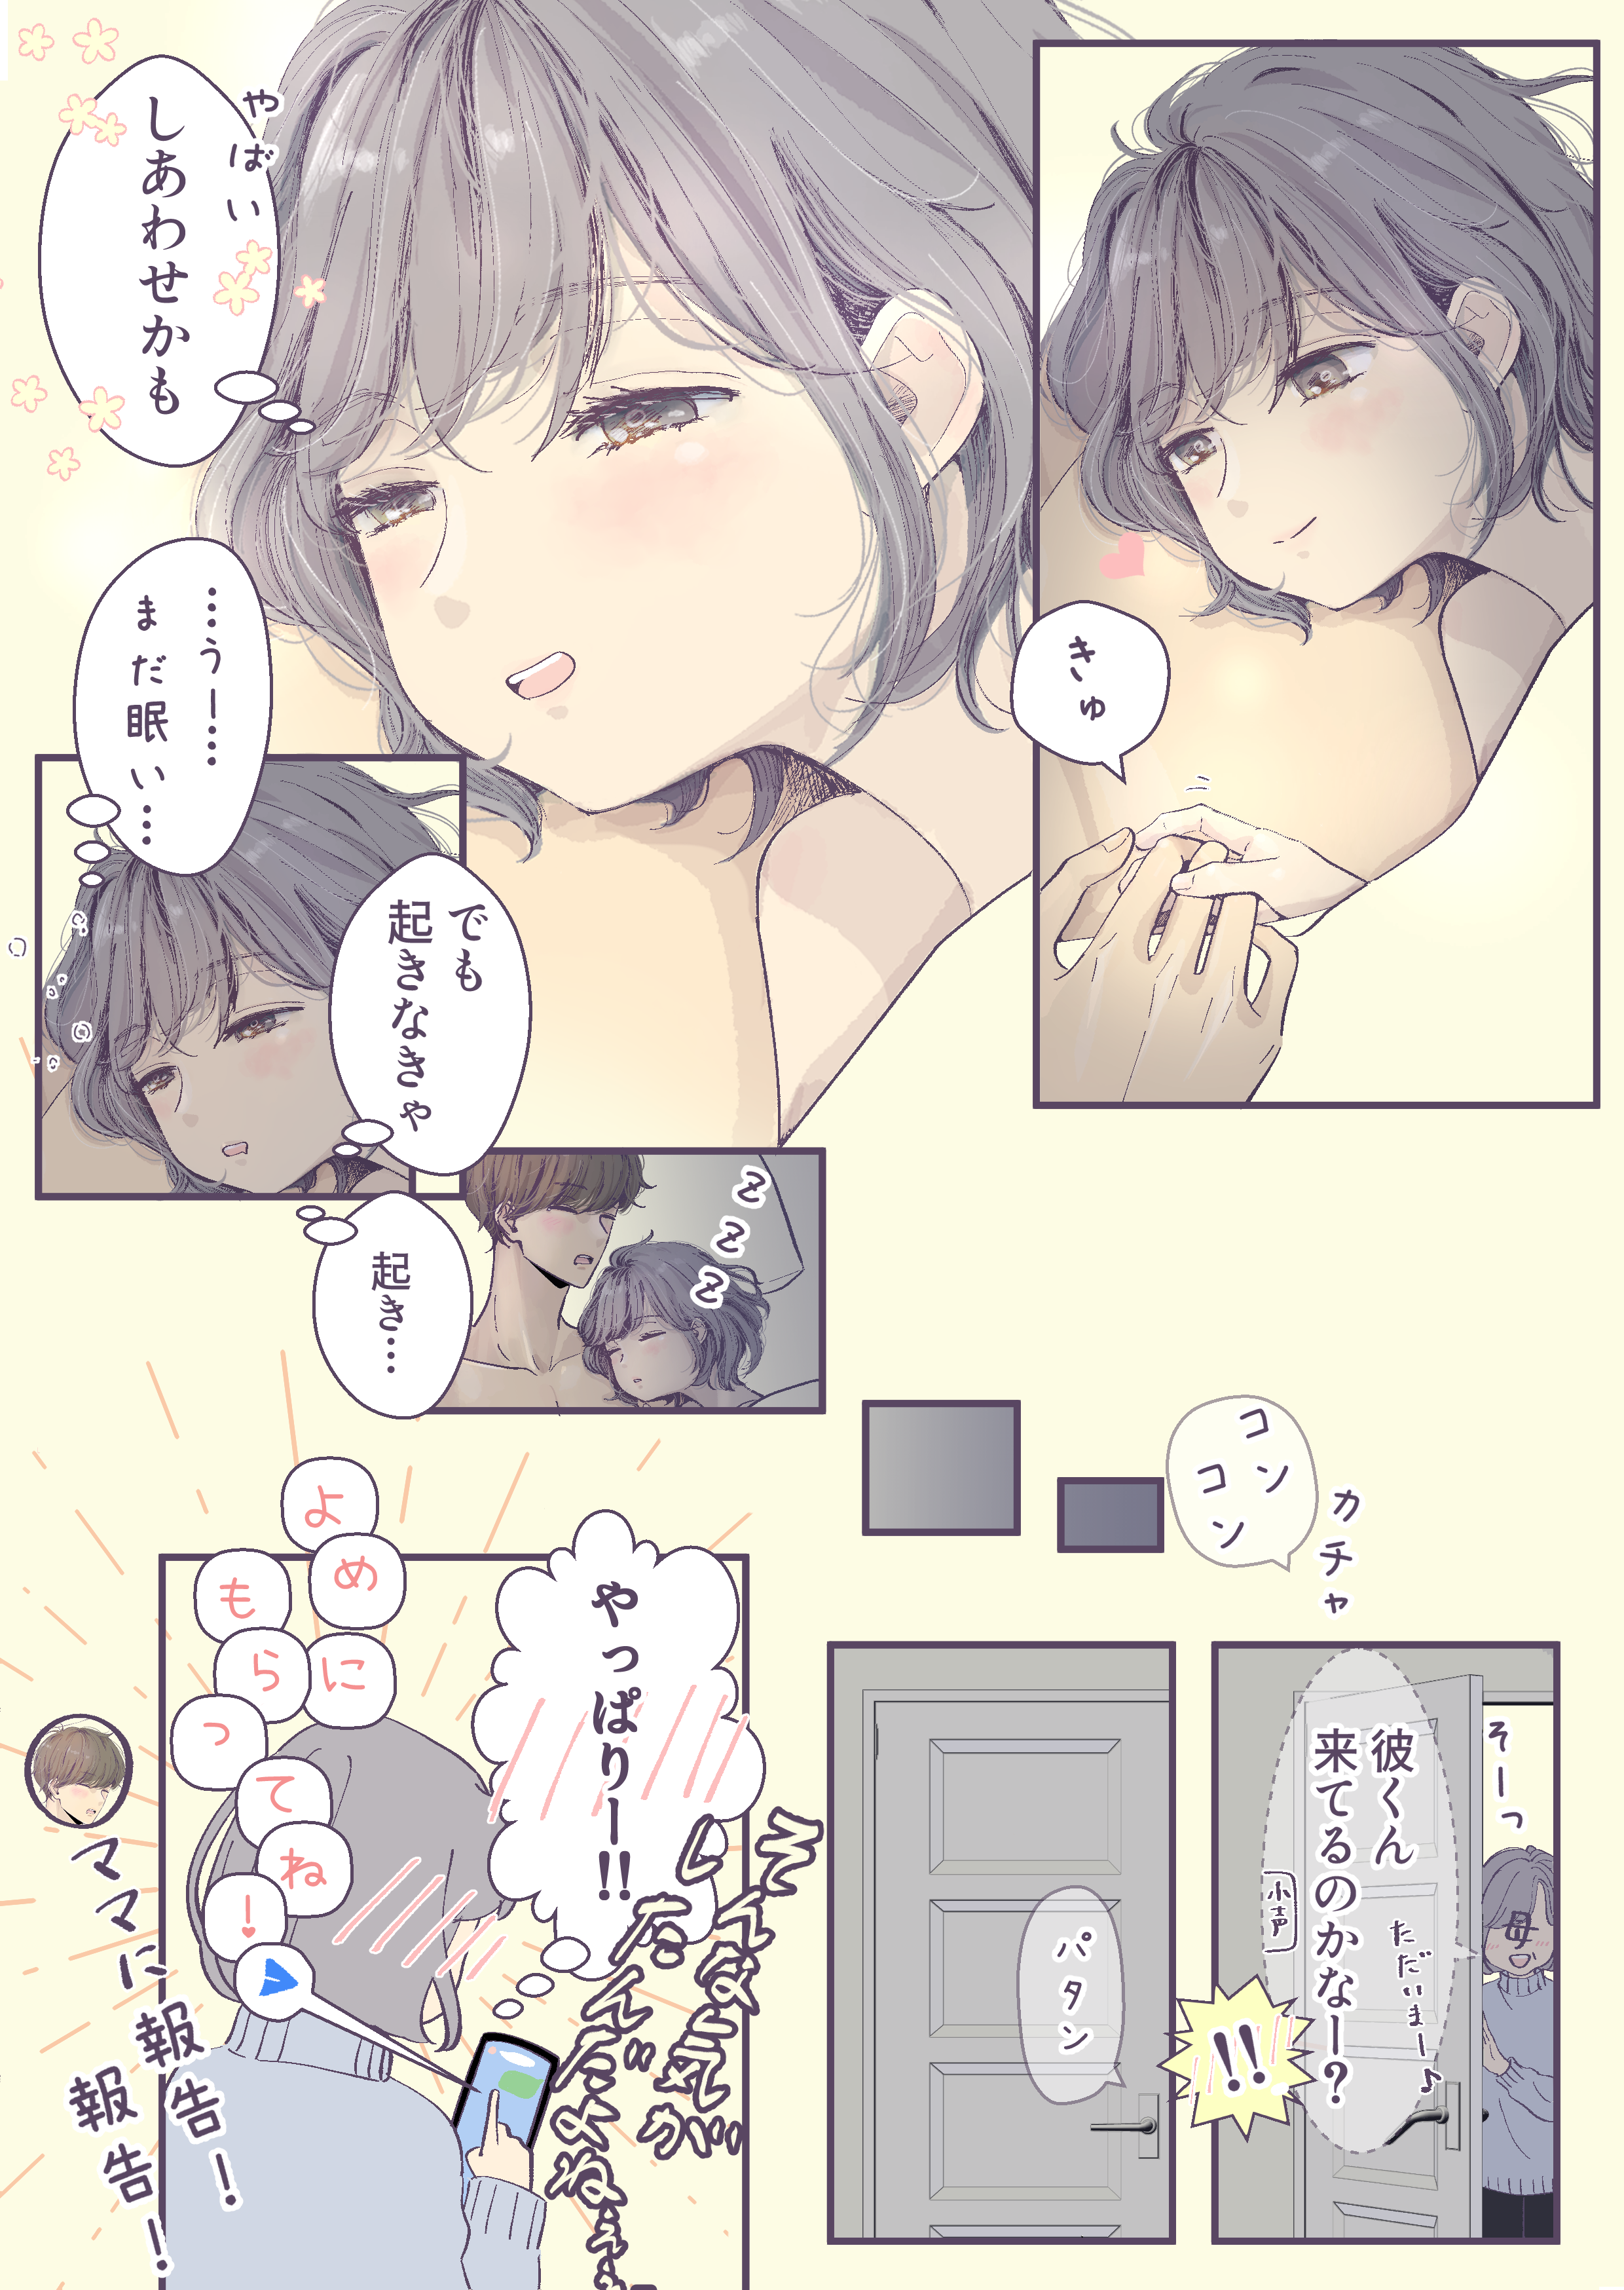 きゅ
やばい
しあわせかも
…うー…
まだ眠い…
でも
起きなきゃ
起き…
zzz
コン
コン
カチャ
そーっ
母
ただいまー♪
彼くん
来てるのかなー?
小声
!!
パタン
やっぱりー!!
そんな気が
したんだよな…
よめに
もらってね!
ママに報告!
報告!